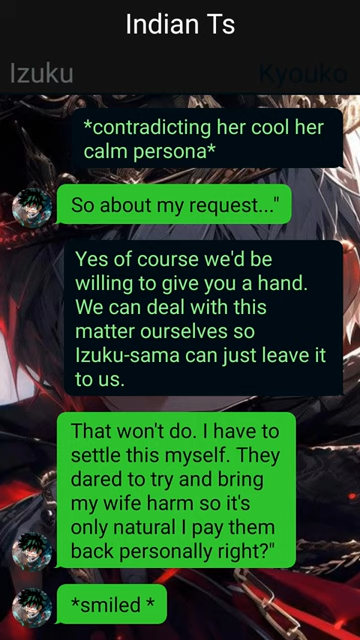 Indian Ts
Izuku Kyouko
*contradicting her cool her
calm persona*
So about my request..."
Yes of course we'd be
willing to give you a hand.
We can deal with this
matter ourselves so
Izuku-sama can just leave it
to us.
That won't do. I have to
settle this myself. They
dared to try and bring
my wife harm so it's
only natural I pay them
back personally right?"
*smiled *